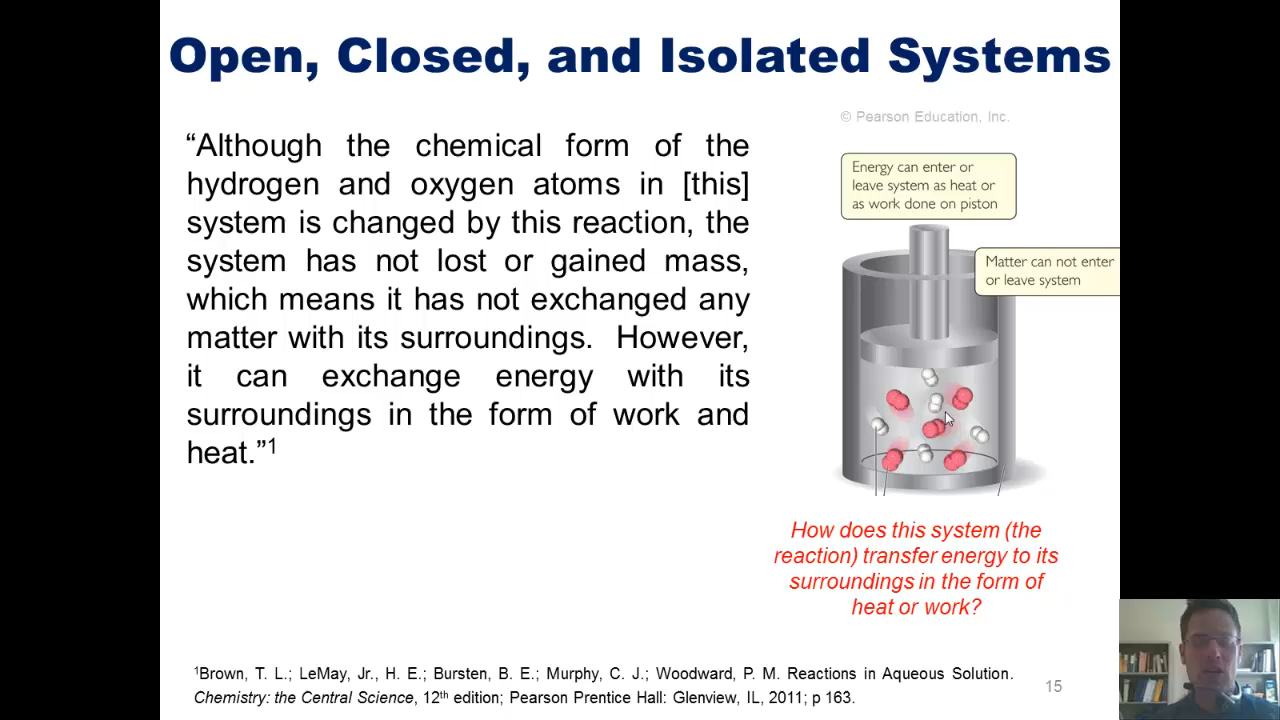 Open, Closed, and Isolated Systems
“Although the chemical form of the
hydrogen and oxygen atoms in [this]
system is changed by this reaction, the
system has not lost or gained mass,
which means it has not exchanged any
matter with its surroundings. However,
it can exchange energy with its
surroundings in the form of work and
heat.”¹
© Pearson Education, Inc.
Energy can enter or
leave system as heat or
as work done on piston
Matter can not enter
or leave system
How does this system (the
reaction) transfer energy to its
surroundings in the form of
heat or work?
¹Brown, T. L.; LeMay, Jr., H. E.; Bursten, B. E.; Murphy, C. J.; Woodward, P. M. Reactions in Aqueous Solution.
Chemistry: the Central Science, 12th edition; Pearson Prentice Hall: Glenview, IL, 2011; p 163.
15